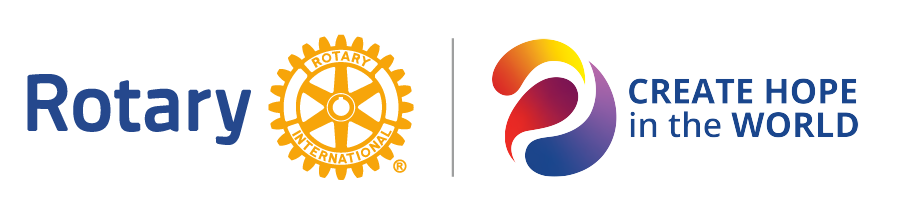 Rotary
ROTARY
INTERNATIONAL
®
CREATE HOPE
in the WORLD